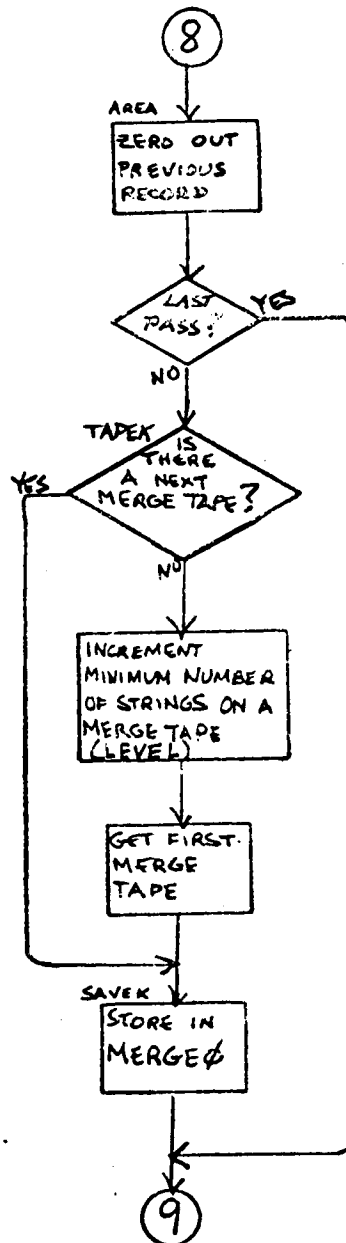 8
AREA
ZERO OUT
PREVIOUS
RECORD
LAST
PASS?
YES
NO
TAPEK
IS
THERE
A NEXT
MERGE TAPE?
YES
NO
INCREMENT
MINIMUM NUMBER
OF STRINGS ON A
MERGE TAPE
(LEVEL)
GET FIRST
MERGE
TAPE
SAVEK
STORE IN
MERGEØ
9